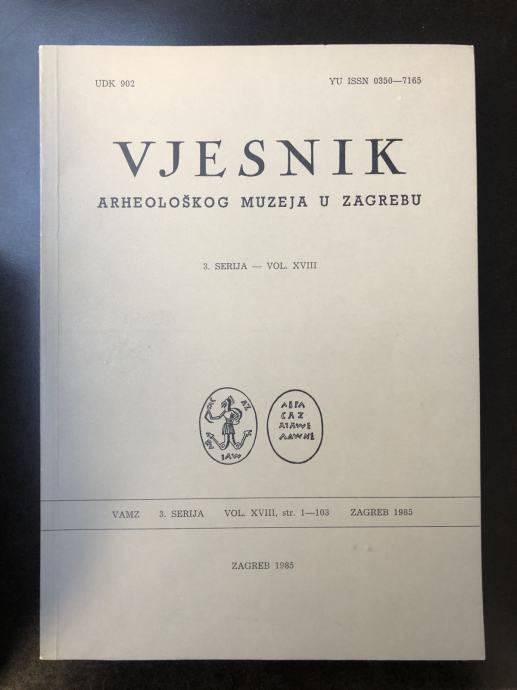 UDK 902
YU ISSN 0350—7165
VJESNIK
ARHEOLOŠKOG MUZEJA U ZAGREBU
3. SERIJA — VOL. XVIII
IAW
VAMZ 3. SERIJA VOL. XVIII, str. 1—103 ZAGREB 1985
ZAGREB 1985